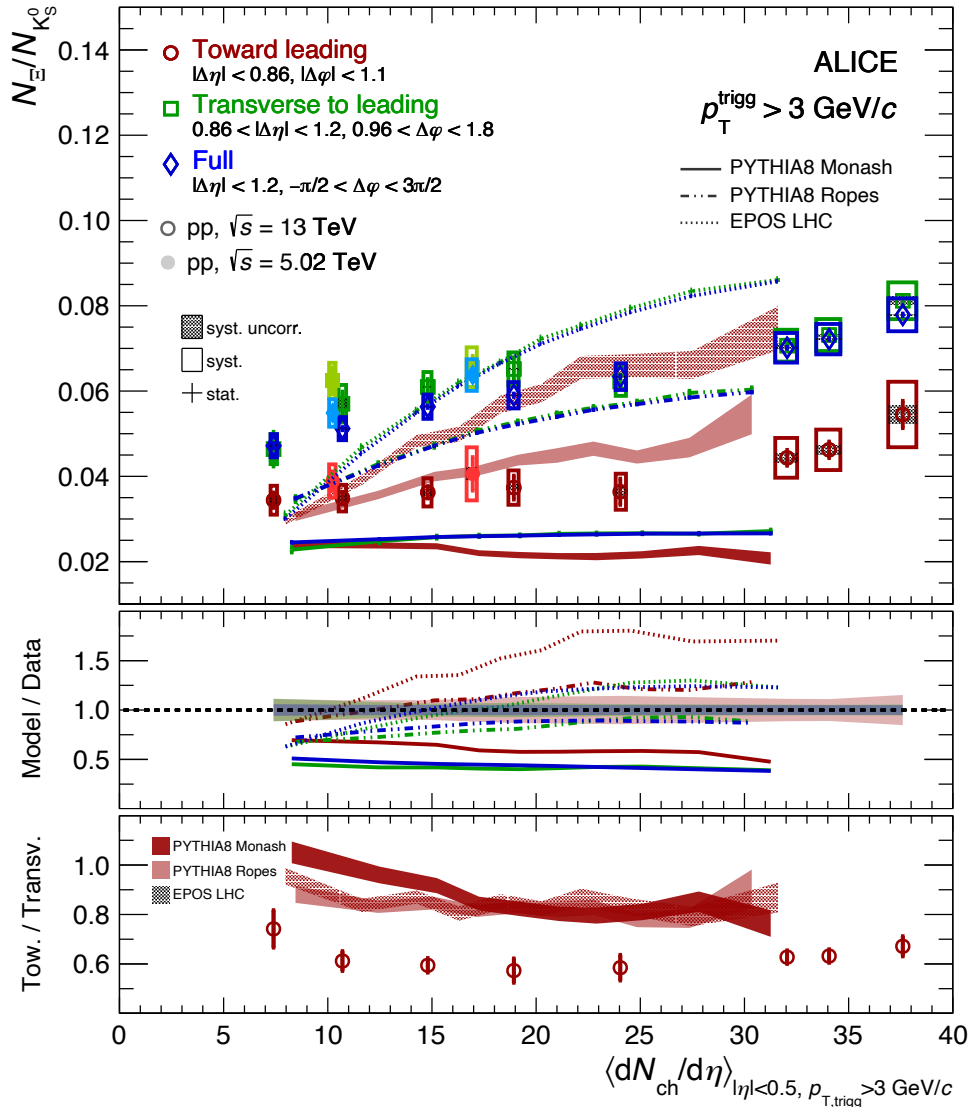 N_Ξ/N_{K^0_S}
0.14
0.12
0.1
0.08
0.06
0.04
0.02
Toward leading
|Δη| < 0.86, |Δφ| < 1.1
Transverse to leading
0.86 < |Δη| < 1.2, 0.96 < Δφ < 1.8
Full
|Δη| < 1.2, −π/2 < Δφ < 3π/2
pp, √s = 13 TeV
pp, √s = 5.02 TeV
syst. uncorr.
syst.
stat.
ALICE
p_T^trigg > 3 GeV/c
PYTHIA8 Monash
PYTHIA8 Ropes
EPOS LHC
Model / Data
1.5
1.0
0.5
Tow. / Transv.
1.0
0.8
0.6
PYTHIA8 Monash
PYTHIA8 Ropes
EPOS LHC
0 5 10 15 20 25 30 35 40
⟨dN_ch/dη⟩_{|η|<0.5, p_{T,trigg}>3 GeV/c}